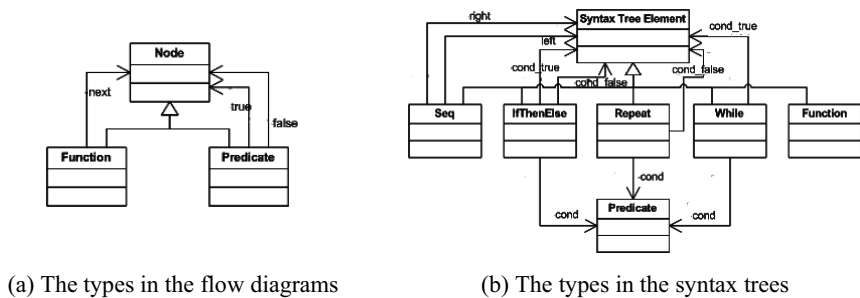 Node
next
true
false
Function
Predicate
right
Syntax Tree Element
left
cond_true
cond_true
cond_false
cond_false
Seq
IfThenElse
Repeat
While
Function
cond
cond
Predicate
cond
(a) The types in the flow diagrams
(b) The types in the syntax trees